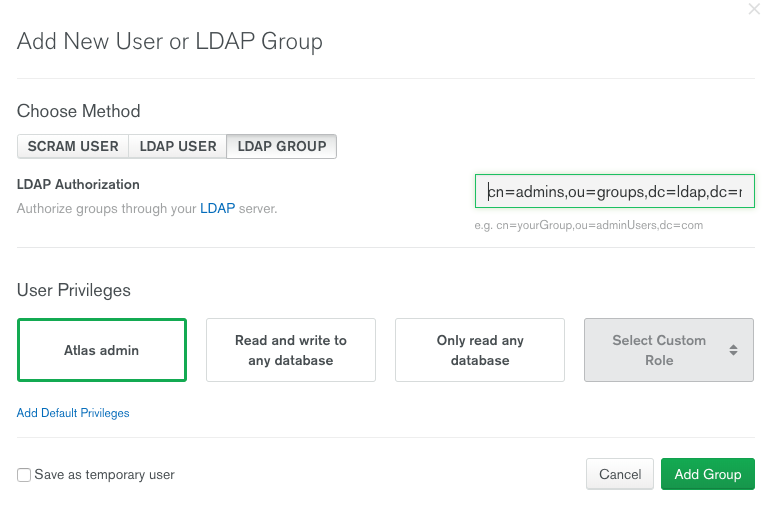 Add New User or LDAP Group
Choose Method
SCRAM USER LDAP USER LDAP GROUP
LDAP Authorization
Authorize groups through your LDAP server.
cn=admins,ou=groups,dc=ldap,dc=
e.g. cn=yourGroup,ou=adminUsers,dc=com
User Privileges
Atlas admin
Read and write to
any database
Only read any
database
Select Custom
Role
Add Default Privileges
Save as temporary user
Cancel
Add Group